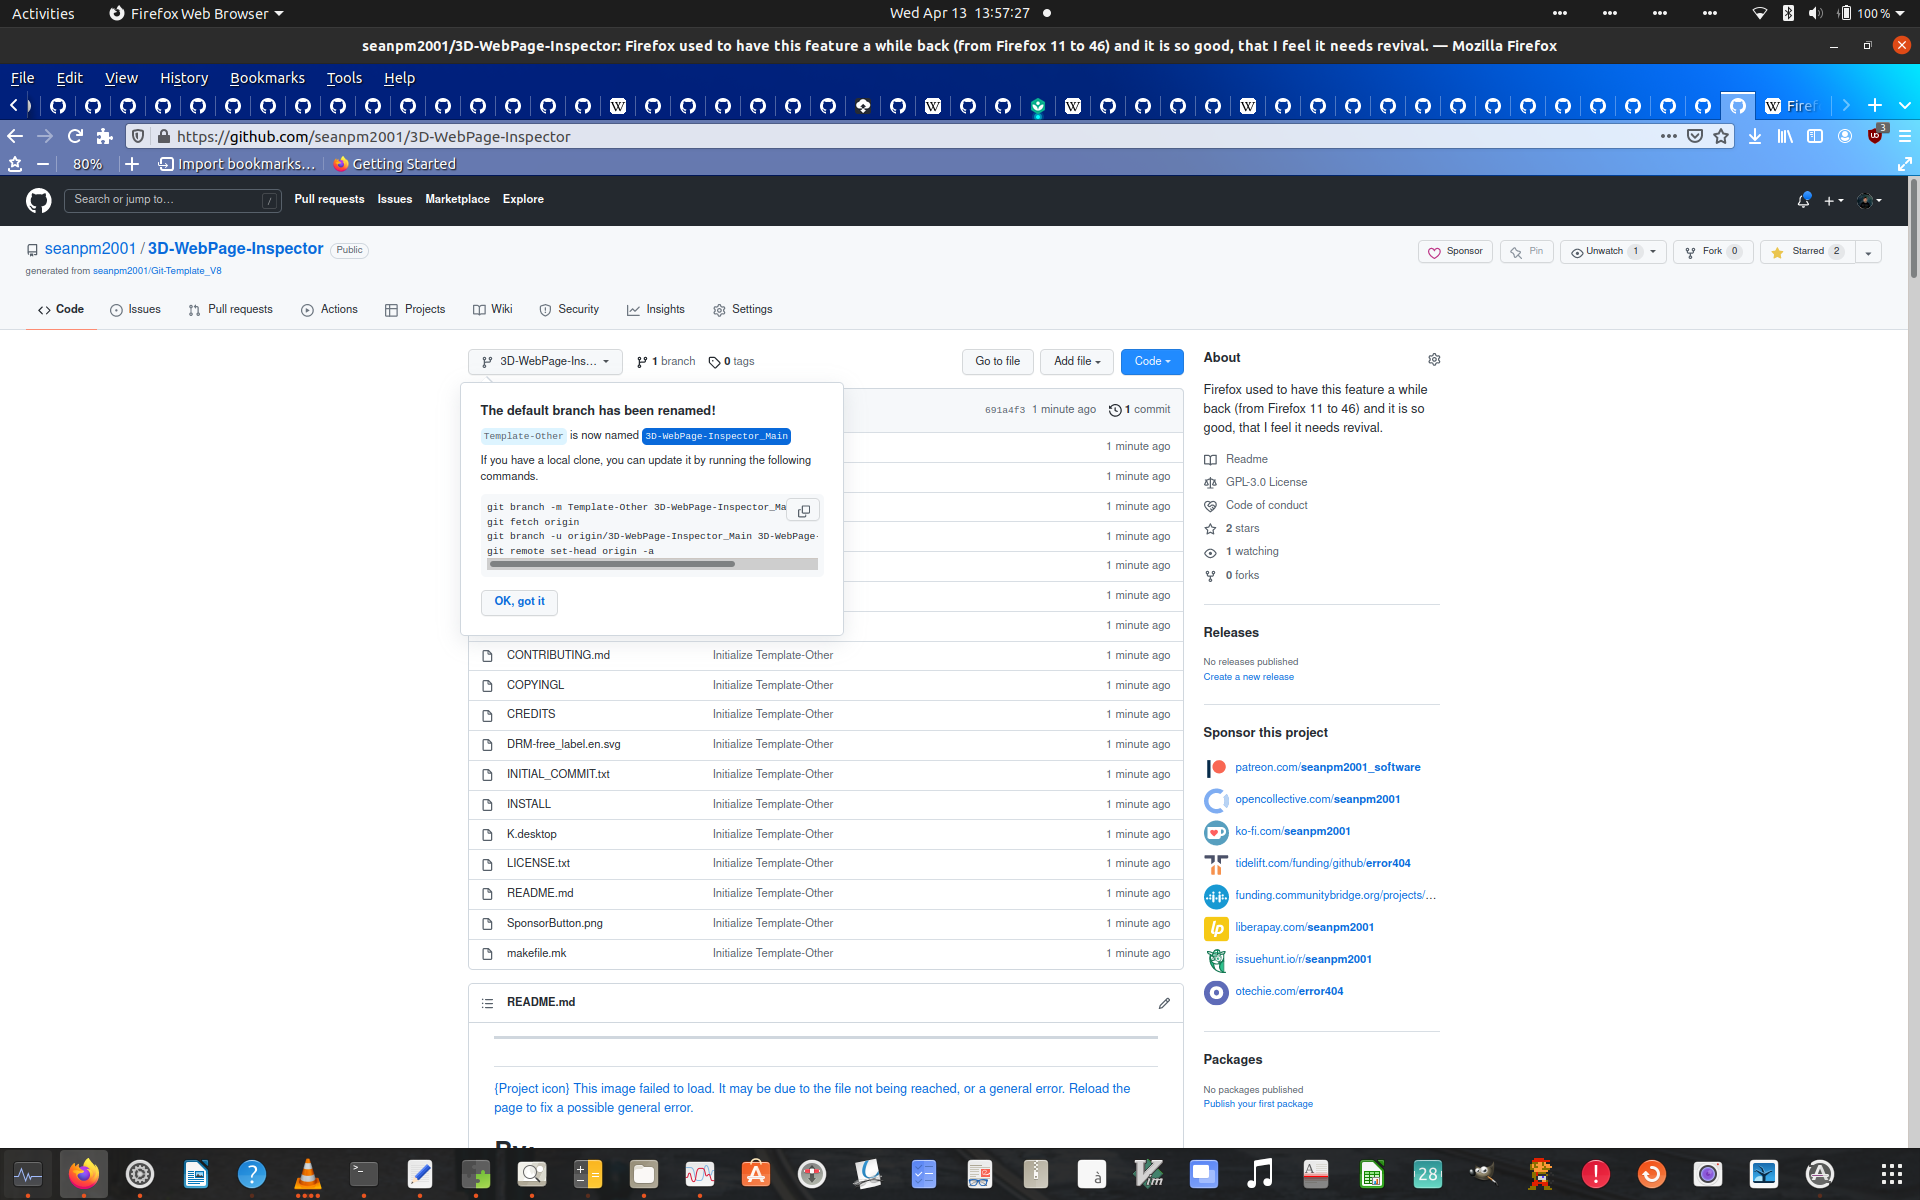 Activities
Firefox Web Browser
Wed Apr 13 13:57:27
100 %
seanpm2001/3D-WebPage-Inspector: Firefox used to have this feature a while back (from Firefox 11 to 46) and it is so good, that I feel it needs revival. — Mozilla Firefox
File Edit View History Bookmarks Tools Help
https://github.com/seanpm2001/3D-WebPage-Inspector
3
80%
Import bookmarks…
Getting Started
Search or jump to…
/
Pull requests Issues Marketplace Explore
seanpm2001 / 3D-WebPage-Inspector Public
generated from seanpm2001/Git-Template_V8
Sponsor
Pin
Unwatch 1
Fork 0
Starred 2
Code
Issues
Pull requests
Actions
Projects
Wiki
Security
Insights
Settings
3D-WebPage-Ins…
1 branch
0 tags
Go to file
Add file
Code
The default branch has been renamed!
Template-Other is now named 3D-WebPage-Inspector_Main
If you have a local clone, you can update it by running the following
commands.
git branch -m Template-Other 3D-WebPage-Inspector_Ma
git fetch origin
git branch -u origin/3D-WebPage-Inspector_Main 3D-WebPage-
git remote set-head origin -a
OK, got it
691a4f3 1 minute ago 1 commit
1 minute ago
1 minute ago
1 minute ago
1 minute ago
1 minute ago
1 minute ago
1 minute ago
CONTRIBUTING.md Initialize Template-Other 1 minute ago
COPYINGL Initialize Template-Other 1 minute ago
CREDITS Initialize Template-Other 1 minute ago
DRM-free_label.en.svg Initialize Template-Other 1 minute ago
INITIAL_COMMIT.txt Initialize Template-Other 1 minute ago
INSTALL Initialize Template-Other 1 minute ago
K.desktop Initialize Template-Other 1 minute ago
LICENSE.txt Initialize Template-Other 1 minute ago
README.md Initialize Template-Other 1 minute ago
SponsorButton.png Initialize Template-Other 1 minute ago
makefile.mk Initialize Template-Other 1 minute ago
README.md
{Project icon} This image failed to load. It may be due to the file not being reached, or a general error. Reload the
page to fix a possible general error.
About
Firefox used to have this feature a while
back (from Firefox 11 to 46) and it is so
good, that I feel it needs revival.
Readme
GPL-3.0 License
Code of conduct
2 stars
1 watching
0 forks
Releases
No releases published
Create a new release
Sponsor this project
patreon.com/seanpm2001_software
opencollective.com/seanpm2001
ko-fi.com/seanpm2001
tidelift.com/funding/github/error404
funding.communitybridge.org/projects/…
liberapay.com/seanpm2001
issuehunt.io/r/seanpm2001
otechie.com/error404
Packages
No packages published
Publish your first package
28